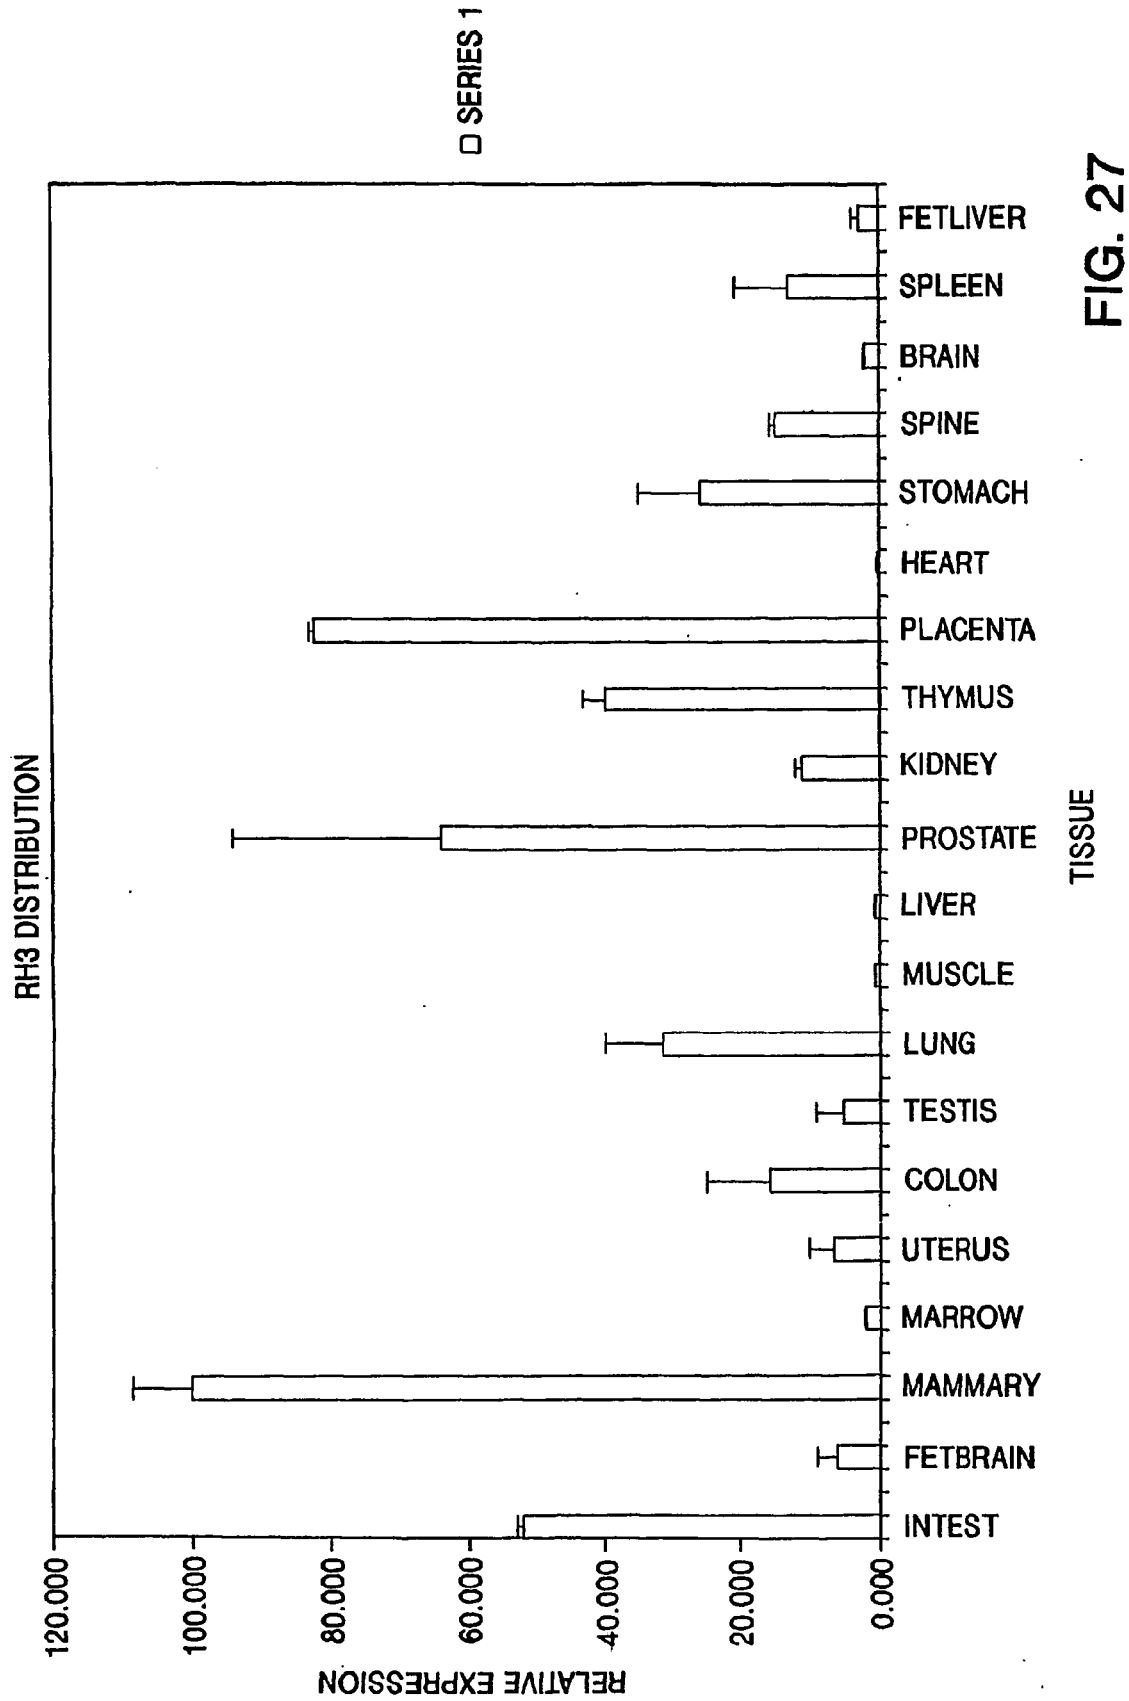 RH3 DISTRIBUTION
120.000
100.000
80.000
60.000
40.000
20.000
0.000
RELATIVE EXPRESSION
INTEST
FETBRAIN
MAMMARY
MARROW
UTERUS
COLON
TESTIS
LUNG
MUSCLE
LIVER
PROSTATE
KIDNEY
THYMUS
PLACENTA
HEART
STOMACH
SPINE
BRAIN
SPLEEN
FETLIVER
TISSUE
SERIES 1
FIG. 27